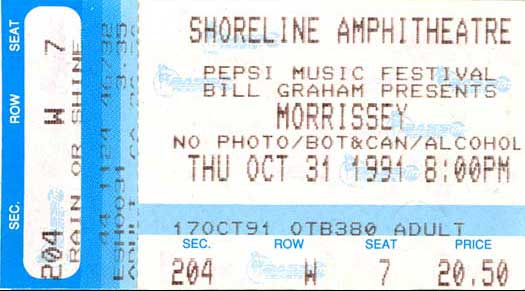 SHORELINE AMPHITHEATRE
PEPSI MUSIC FESTIVAL
BILL GRAHAM PRESENTS
MORRISSEY
NO PHOTO/BOT&CAN/ALCOHOL
THU OCT 31 1991 8:00PM
17OCT91 OTB380 ADULT
SEC. ROW SEAT PRICE
204 W 7 20.50
SEC. ROW SEAT
204 W 7
RAIN OR SHINE